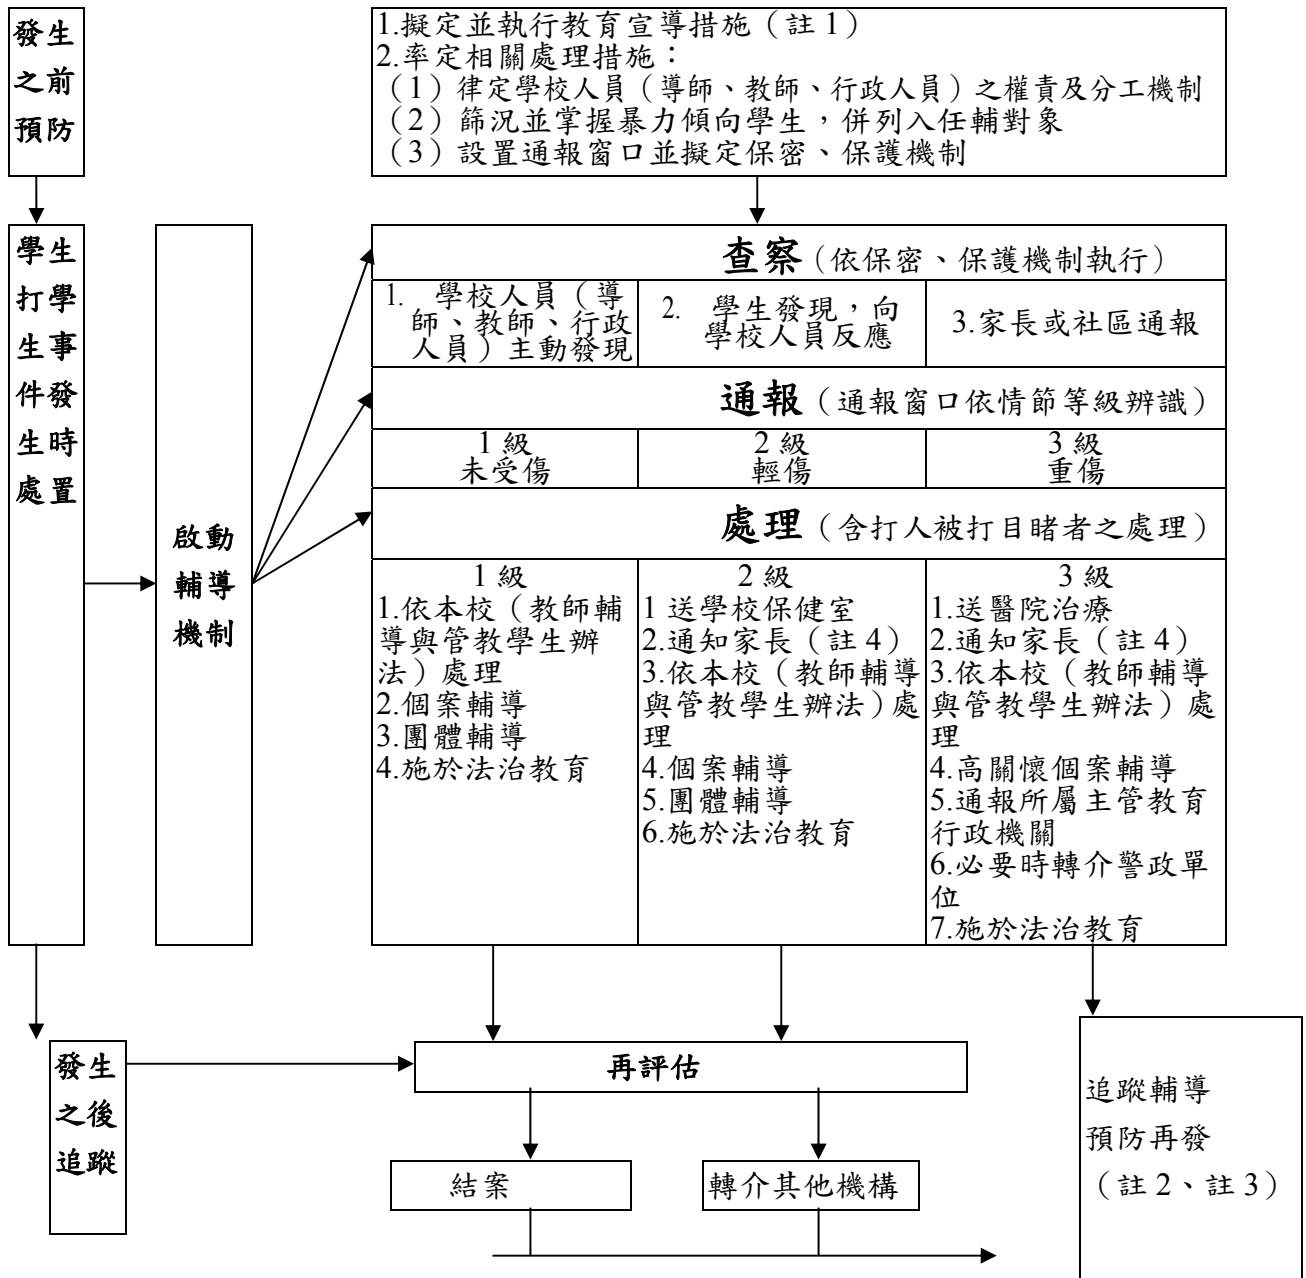 發生
之前
預防
1.擬定並執行教育宣導措施（註1）
2.率定相關處理措施：
（1）律定學校人員（導師、教師、行政人員）之權責及分工機制
（2）篩況並掌握暴力傾向學生，併列入任輔對象
（3）設置通報窗口並擬定保密、保護機制
學生
打學
生事
件發
生時
處置
啟動
輔導
機制
查察（依保密、保護機制執行）
1. 學校人員（導
師、教師、行政
人員）主動發現
2. 學生發現，向
學校人員反應
3.家長或社區通報
通報（通報窗口依情節等級辨識）
1級
未受傷
2級
輕傷
3級
重傷
處理（含打人被打目睹者之處理）
1級
1.依本校（教師輔
導與管教學生辦
法）處理
2.個案輔導
3.團體輔導
4.施於法治教育
2級
1送學校保健室
2.通知家長（註4）
3.依本校（教師輔導
與管教學生辦法）處
理
4.個案輔導
5.團體輔導
6.施於法治教育
3級
1.送醫院治療
2.通知家長（註4）
3.依本校（教師輔導
與管教學生辦法）處
理
4.高關懷個案輔導
5.通報所屬主管教育
行政機關
6.必要時轉介警政單
位
7.施於法治教育
發生
之後
追蹤
再評估
結案
轉介其他機構
追蹤輔導
預防再發
（註2、註3）